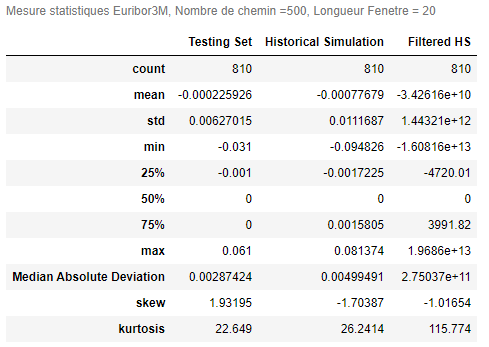 Mesure statistiques Euribor3M, Nombre de chemin =500, Longueur Fenetre = 20
Testing Set Historical Simulation Filtered HS
count 810 810 810
mean -0.000225926 -0.00077679 -3.42616e+10
std 0.00627015 0.0111687 1.44321e+12
min -0.031 -0.094826 -1.60816e+13
25% -0.001 -0.0017225 -4720.01
50% 0 0 0
75% 0 0.0015805 3991.82
max 0.061 0.081374 1.9686e+13
Median Absolute Deviation 0.00287424 0.00499491 2.75037e+11
skew 1.93195 -1.70387 -1.01654
kurtosis 22.649 26.2414 115.774